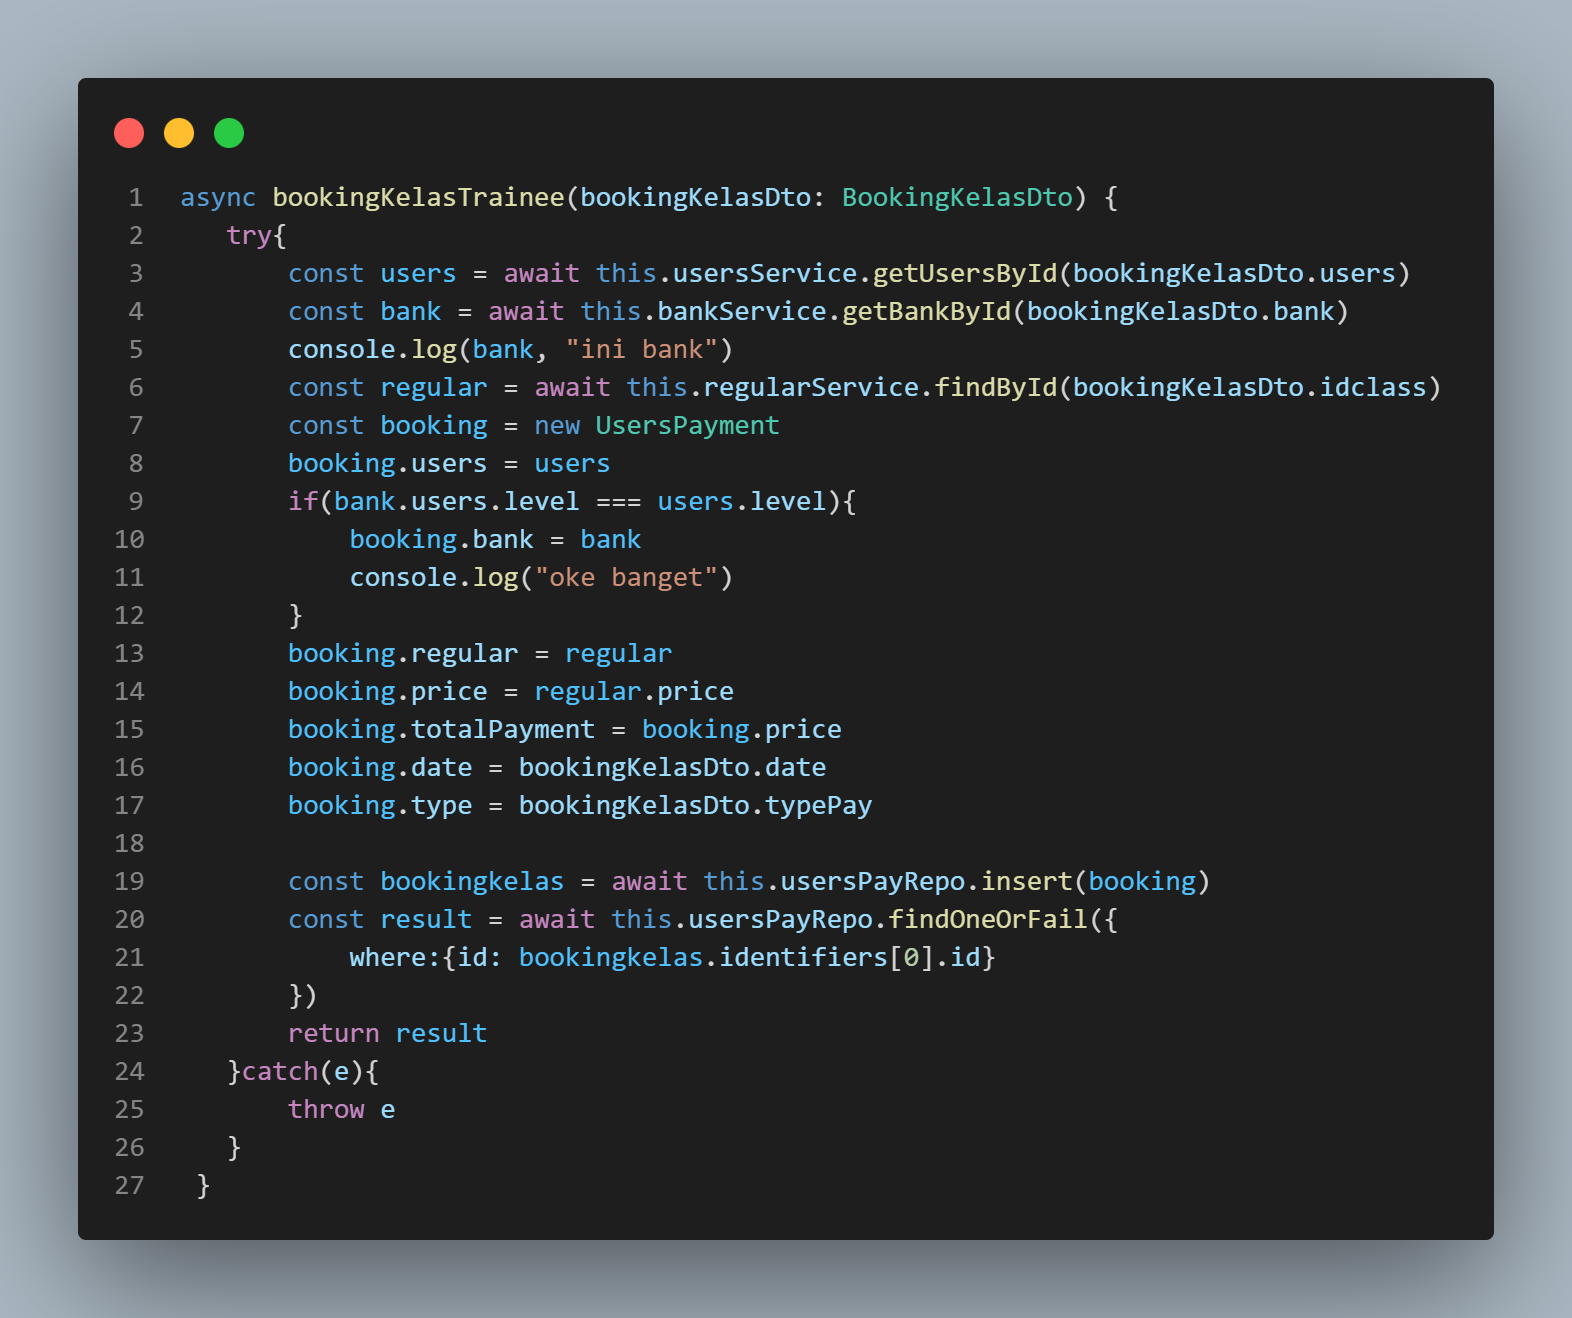 1 async bookingKelasTrainee(bookingKelasDto: BookingKelasDto) {
2 try{
3 const users = await this.usersService.getUsersById(bookingKelasDto.users)
4 const bank = await this.bankService.getBankById(bookingKelasDto.bank)
5 console.log(bank, "ini bank")
6 const regular = await this.regularService.findById(bookingKelasDto.idclass)
7 const booking = new UsersPayment
8 booking.users = users
9 if(bank.users.level === users.level){
10 booking.bank = bank
11 console.log("oke banget")
12 }
13 booking.regular = regular
14 booking.price = regular.price
15 booking.totalPayment = booking.price
16 booking.date = bookingKelasDto.date
17 booking.type = bookingKelasDto.typePay
18
19 const bookingkelas = await this.usersPayRepo.insert(booking)
20 const result = await this.usersPayRepo.findOneOrFail({
21 where:{id: bookingkelas.identifiers[0].id}
22 })
23 return result
24 }catch(e){
25 throw e
26 }
27 }